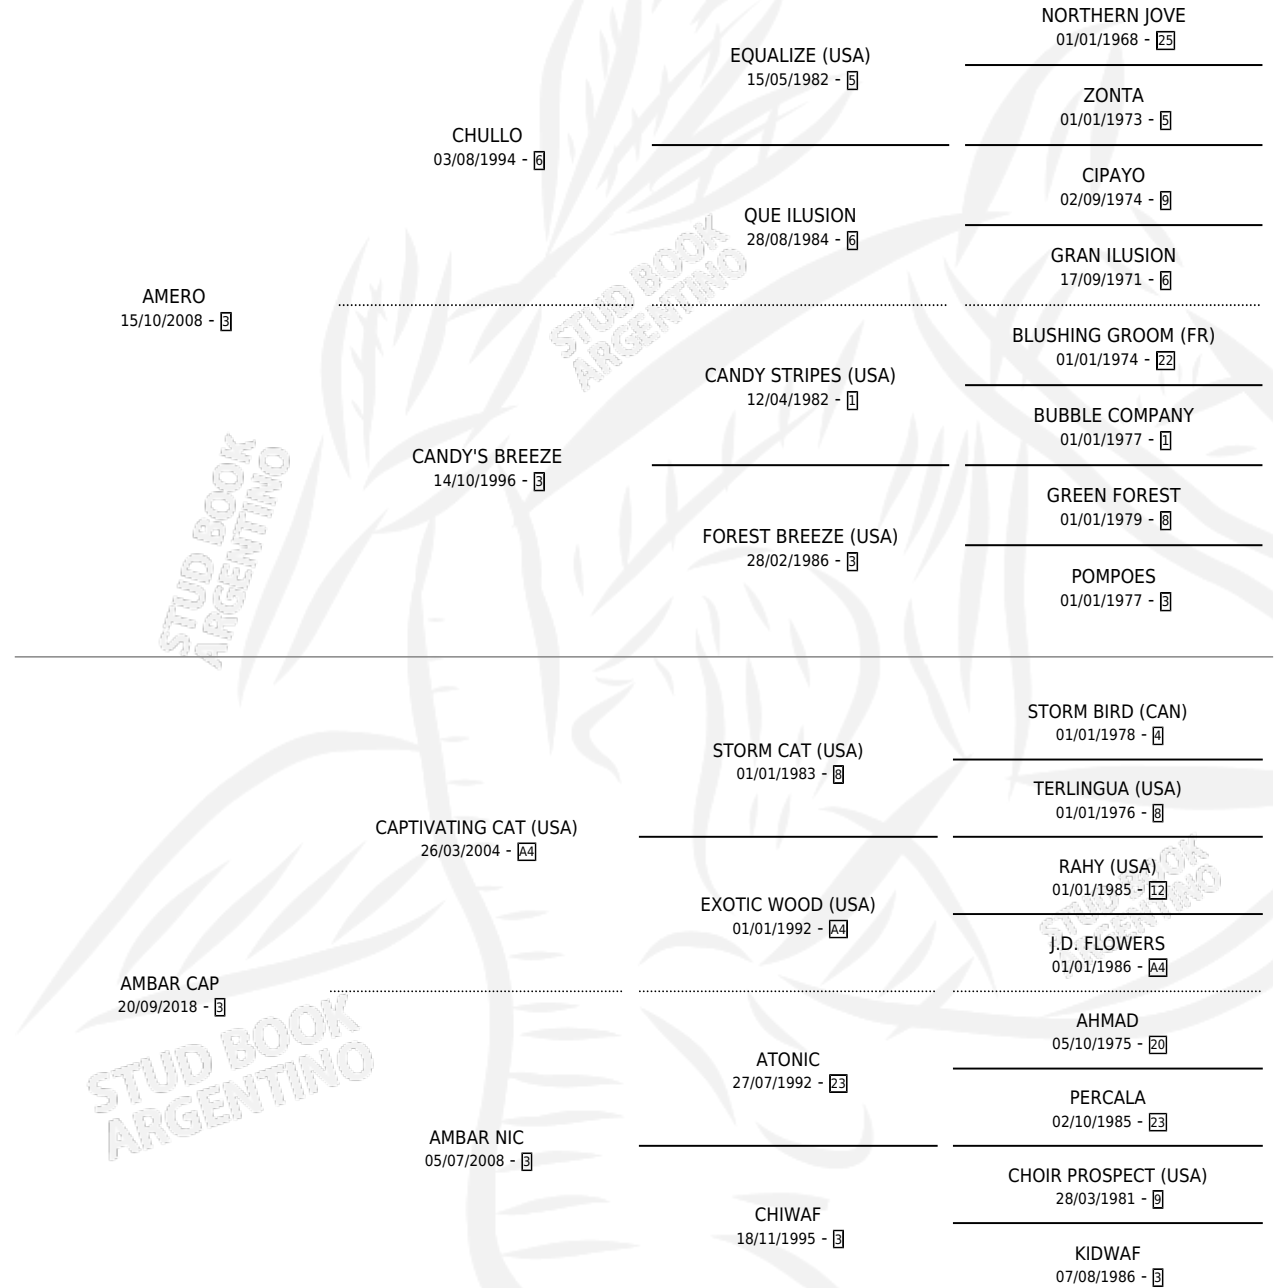 NORTHERN JOVE
01/01/1968 - 25
EQUALIZE (USA)
15/05/1982 - 5
ZONTA
01/01/1973 - 5
CHULLO
03/08/1994 - 6
CIPAYO
02/09/1974 - 9
QUE ILUSION
28/08/1984 - 6
GRAN ILUSION
17/09/1971 - 6
AMERO
15/10/2008 - 3
BLUSHING GROOM (FR)
01/01/1974 - 22
CANDY STRIPES (USA)
12/04/1982 - 1
BUBBLE COMPANY
01/01/1977 - 1
CANDY'S BREEZE
14/10/1996 - 3
GREEN FOREST
01/01/1979 - 8
FOREST BREEZE (USA)
28/02/1986 - 3
POMPOES
01/01/1977 - 3
STORM BIRD (CAN)
01/01/1978 - 4
STORM CAT (USA)
01/01/1983 - 8
TERLINGUA (USA)
01/01/1976 - 8
CAPTIVATING CAT (USA)
26/03/2004 - A4
RAHY (USA)
01/01/1985 - 12
EXOTIC WOOD (USA)
01/01/1992 - A4
J.D. FLOWERS
01/01/1986 - A4
AMBAR CAP
20/09/2018 - 3
AHMAD
05/10/1975 - 20
ATONIC
27/07/1992 - 23
PERCALA
02/10/1985 - 23
AMBAR NIC
05/07/2008 - 3
CHOIR PROSPECT (USA)
28/03/1981 - 9
CHIWAF
18/11/1995 - 3
KIDWAF
07/08/1986 - 3
STUD BOOK
ARGENTINO
STUD BOOK
ARGENTINO
STUD BOOK
ARGENTINO
STUD BOOK
ARGENTINO